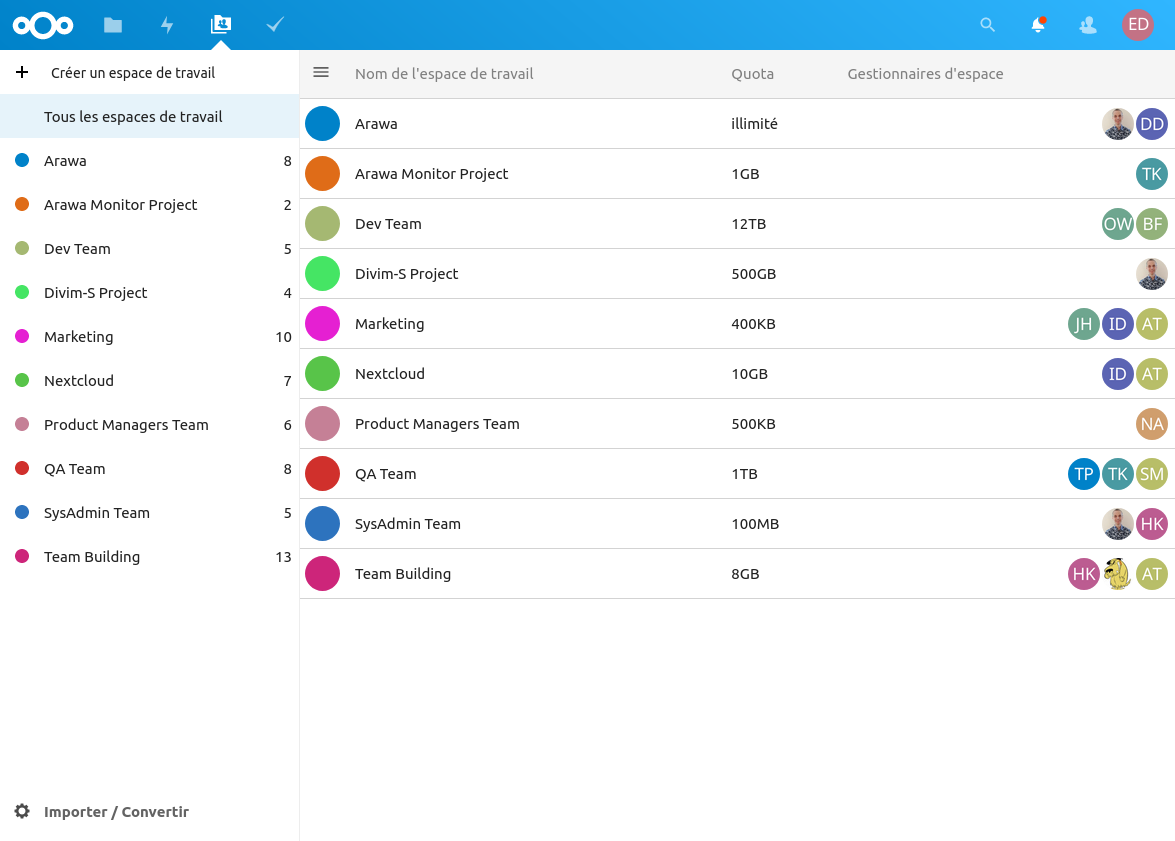 ED
Créer un espace de travail
Tous les espaces de travail
Arawa 8
Arawa Monitor Project 2
Dev Team 5
Divim-S Project 4
Marketing 10
Nextcloud 7
Product Managers Team 6
QA Team 8
SysAdmin Team 5
Team Building 13
Importer / Convertir
Nom de l'espace de travail Quota Gestionnaires d'espace
Arawa illimité DD
Arawa Monitor Project 1GB TK
Dev Team 12TB OW BF
Divim-S Project 500GB
Marketing 400KB JH ID AT
Nextcloud 10GB ID AT
Product Managers Team 500KB NA
QA Team 1TB TP TK SM
SysAdmin Team 100MB HK
Team Building 8GB HK AT